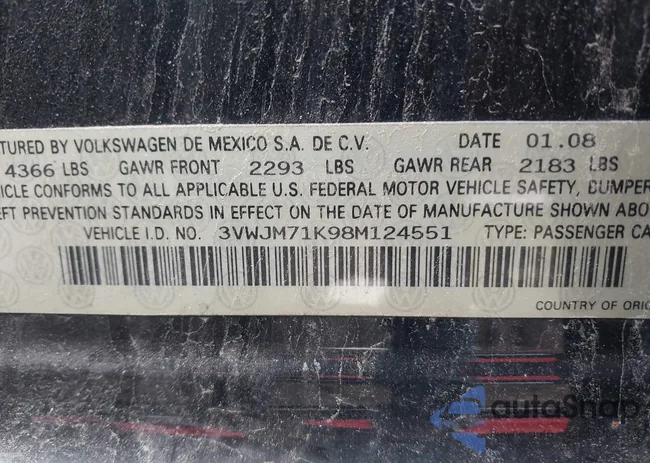 TURED BY VOLKSWAGEN DE MEXICO S.A. DE C.V. DATE 01.08
4366 LBS GAWR FRONT 2293 LBS GAWR REAR 2183 LBS
ICLE CONFORMS TO ALL APPLICABLE U.S. FEDERAL MOTOR VEHICLE SAFETY, BUMPER
EFT PREVENTION STANDARDS IN EFFECT ON THE DATE OF MANUFACTURE SHOWN ABO
VEHICLE I.D. NO. 3VWJM71K98M124551 TYPE: PASSENGER CA
COUNTRY OF ORIG
autoSnap